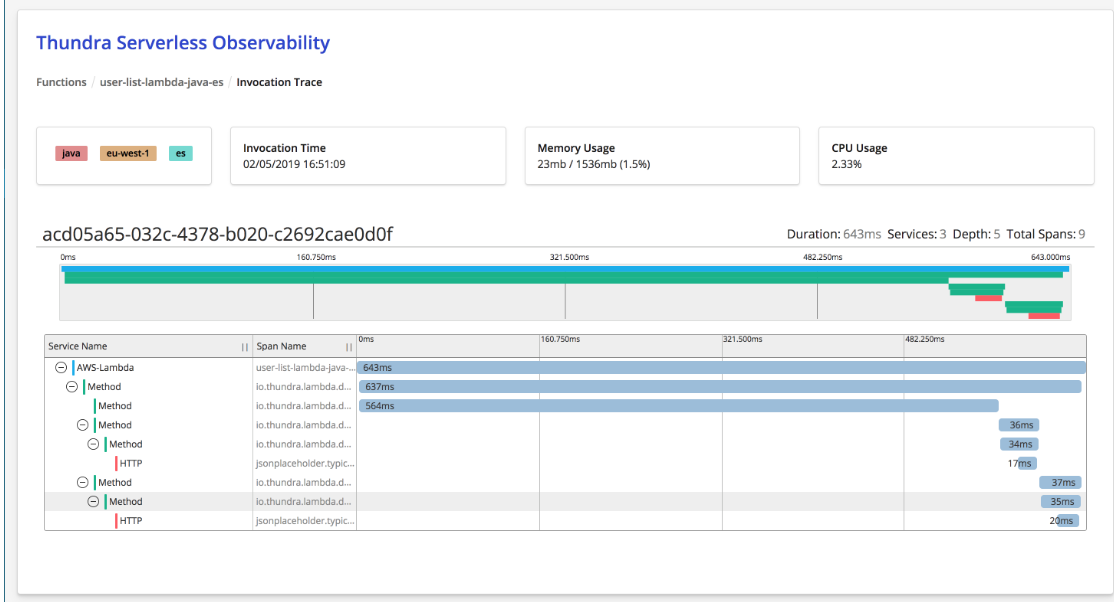 Thundra Serverless Observability
Functions / user-list-lambda-java-es / Invocation Trace
java eu-west-1 es
Invocation Time
02/05/2019 16:51:09
Memory Usage
23mb / 1536mb (1.5%)
CPU Usage
2.33%
acd05a65-032c-4378-b020-c2692cae0d0f
Duration: 643ms Services: 3 Depth: 5 Total Spans: 9
0ms 160.750ms 321.500ms 482.250ms 643.000ms
Service Name Span Name 0ms 160.750ms 321.500ms 482.250ms
AWS-Lambda user-list-lambda-java-... 643ms
Method io.thundra.lambda.d... 637ms
Method io.thundra.lambda.d... 564ms
Method io.thundra.lambda.d... 36ms
Method io.thundra.lambda.d... 34ms
HTTP jsonplaceholder.typic... 17ms
Method io.thundra.lambda.d... 37ms
Method io.thundra.lambda.d... 35ms
HTTP jsonplaceholder.typic... 20ms